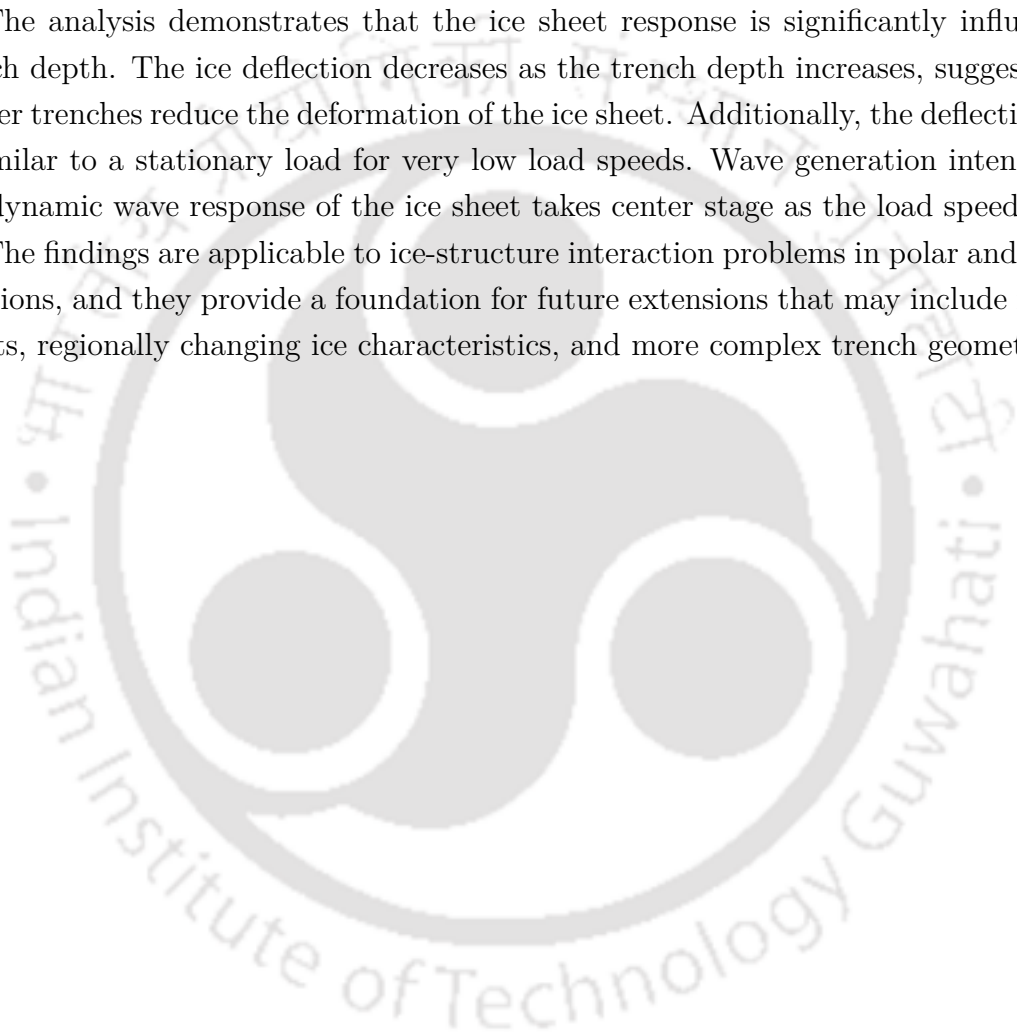 The analysis demonstrates that the ice sheet response is significantly influ
ch depth. The ice deflection decreases as the trench depth increases, sugges
er trenches reduce the deformation of the ice sheet. Additionally, the deflecti
milar to a stationary load for very low load speeds. Wave generation inten
dynamic wave response of the ice sheet takes center stage as the load speed
The findings are applicable to ice-structure interaction problems in polar and
ions, and they provide a foundation for future extensions that may include
ts, regionally changing ice characteristics, and more complex trench geomet
Indian Institute of Technology Guwahati